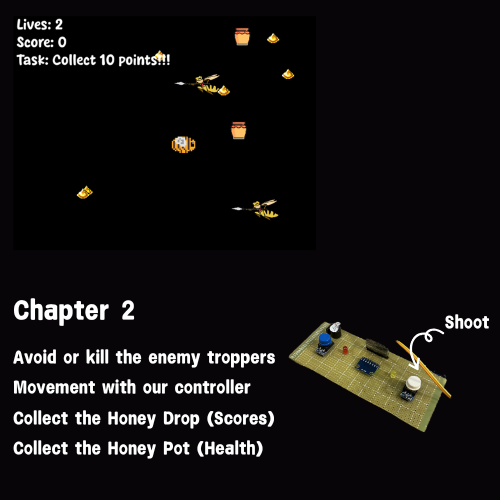 Lives: 2
Score: 0
Task: Collect 10 points!!!
Chapter 2
Shoot
Avoid or kill the enemy troppers
Movement with our controller
Collect the Honey Drop (Scores)
Collect the Honey Pot (Health)